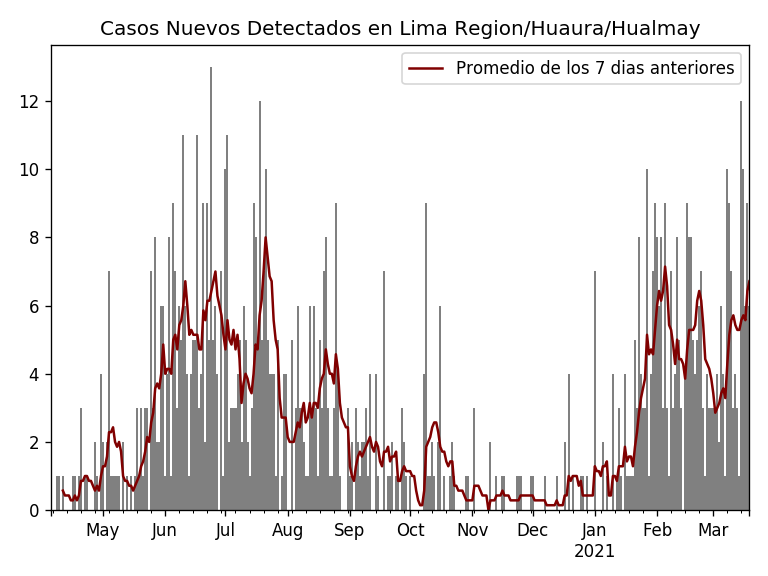 Casos Nuevos Detectados en Lima Region/Huaura/Hualmay
Promedio de los 7 dias anteriores
12
10
8
6
4
2
0
May Jun Jul Aug Sep Oct Nov Dec Jan Feb Mar
2021